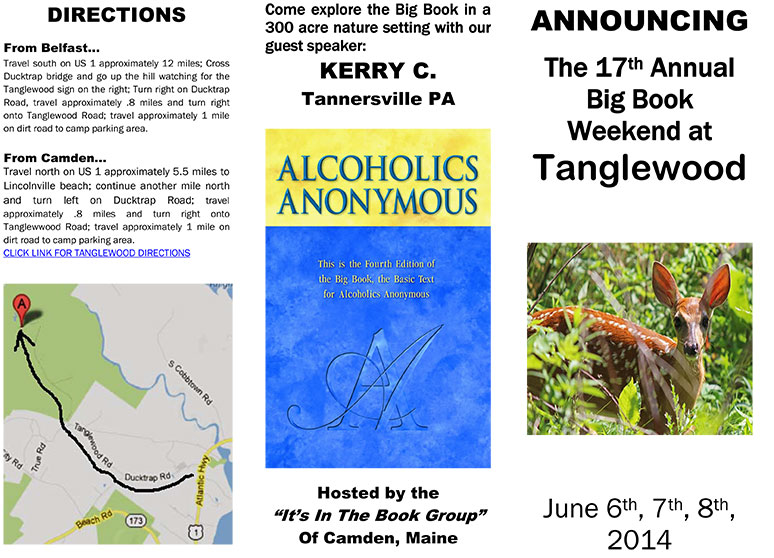 DIRECTIONS
From Belfast...
Travel south on US 1 approximately 12 miles; Cross
Ducktrap bridge and go up the hill watching for the
Tanglewood sign on the right; Turn right on Ducktrap
Road, travel approximately .8 miles and turn right
onto Tanglewood Road; travel approximately 1 mile
on dirt road to camp parking area.
From Camden...
Travel north on US 1 approximately 5.5 miles to
Lincolnville beach; continue another mile north
and turn left on Ducktrap Road; travel
approximately .8 miles and turn right onto
Tanglewwood Road; travel approximately 1 mile on
dirt road to camp parking area.
CLICK LINK FOR TANGLEWOOD DIRECTIONS
A
S Cobbtown Rd
Tanglewood Rd
True Rd
City Rd
Ducktrap Rd
Atlantic Hwy
Beach Rd
173
1
Come explore the Big Book in a
300 acre nature setting with our
guest speaker:
KERRY C.
Tannersville PA
ALCOHOLICS
ANONYMOUS
This is the Fourth Edition of
the Big Book, the Basic Text
for Alcoholics Anonymous
AA
Hosted by the
"It's In The Book Group"
Of Camden, Maine
ANNOUNCING
The 17th Annual
Big Book
Weekend at
Tanglewood
June 6th, 7th, 8th,
2014